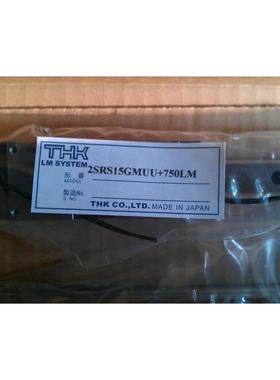 THK
LM SYSTEM
形番 2SRS15GMUU+750LM
MODEL
製造No.
S. NO.
THK CO.,LTD. MADE IN JAPAN